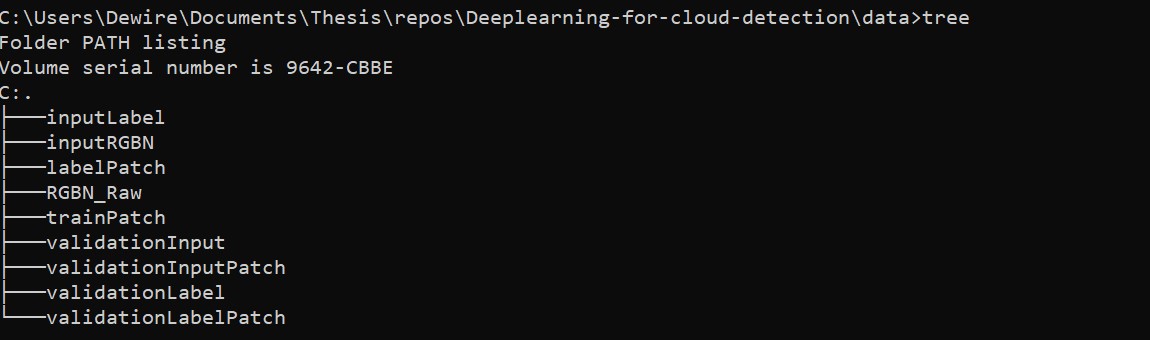 C:\Users\Dewire\Documents\Thesis\repos\Deeplearning-for-cloud-detection\data>tree
Folder PATH listing
Volume serial number is 9642-CBBE
C:.
├───inputLabel
├───inputRGBN
├───labelPatch
├───RGBN_Raw
├───trainPatch
├───validationInput
├───validationInputPatch
├───validationLabel
└───validationLabelPatch